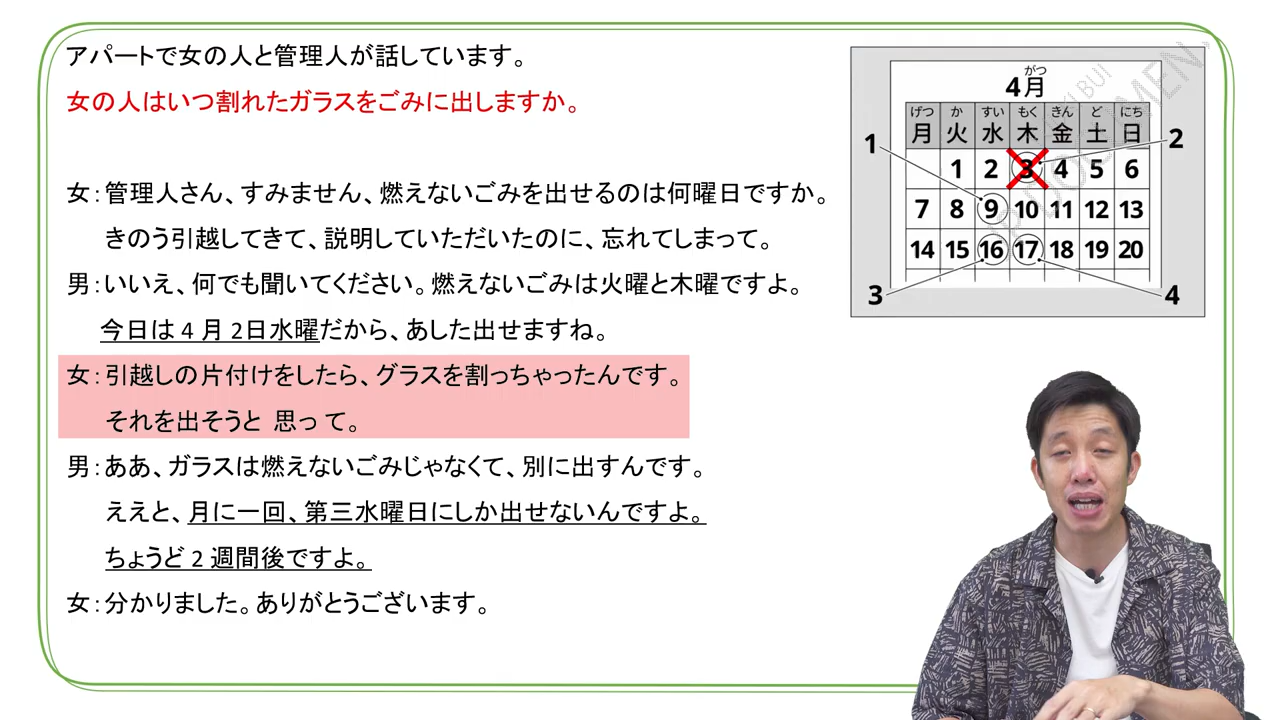 アパートで女の人と管理人が話しています。
女の人はいつ割れたガラスをごみに出しますか。
女：管理人さん、すみません、燃えないごみを出せるのは何曜日ですか。
きのう引越してきて、説明していただいたのに、忘れてしまって。
男：いいえ、何でも聞いてください。燃えないごみは火曜と木曜ですよ。
今日は 4 月 2日水曜だから、あした出せますね。
女：引越しの片付けをしたら、グラスを割っちゃったんです。
それを出そうと 思っ て。
男：ああ、ガラスは燃えないごみじゃなくて、別に出すんです。
ええと、月に一回、第三水曜日にしか出せないんですよ。
ちょうど 2 週間後ですよ。
女：分かりました。ありがとうございます。
がつ
4月
げつ か すい もく きん ど にち
月 火 水 木 金 土 日
1 2 3 4 5 6
7 8 9 10 11 12 13
14 15 16 17 18 19 20
1
2
3
4
BUI